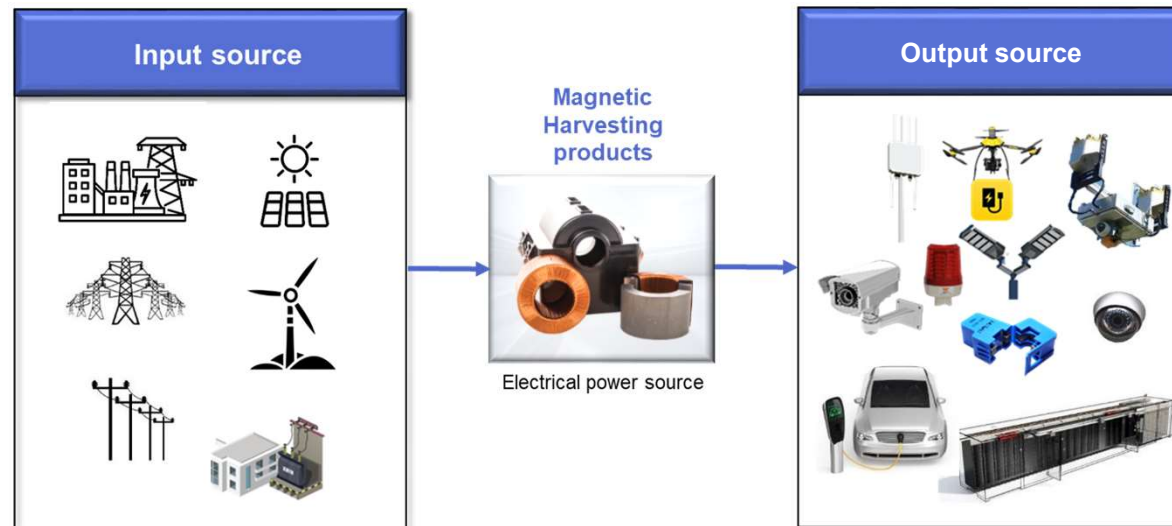 Input source
Magnetic
Harvesting
products
Electrical power source
Output source